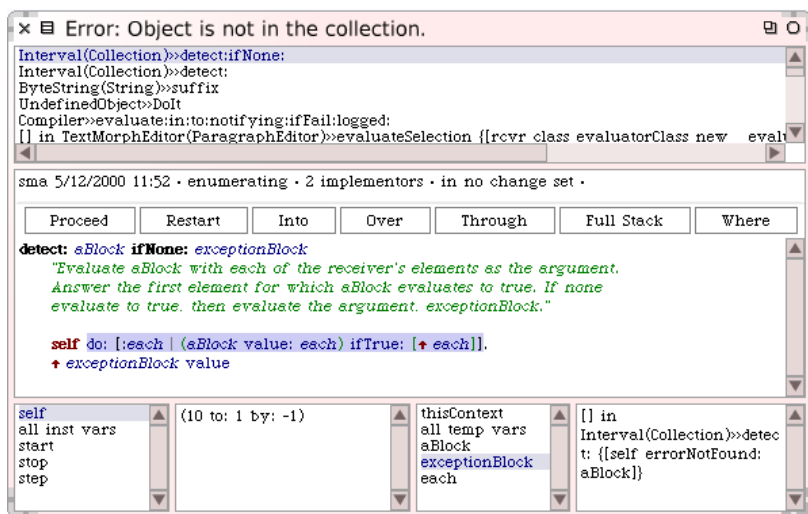 Error: Object is not in the collection.
Interval(Collection)>>detect:ifNone:
Interval(Collection)>>detect:
ByteString(String)>>suffix
UndefinedObject>>DoIt
Compiler>>evaluate:in:to:notifying:ifFail:logged:
[] in TextMorphEditor(ParagraphEditor)>>evaluateSelection {[rcvr class evaluatorClass new evalu
sma 5/12/2000 11:52 · enumerating · 2 implementors · in no change set ·
Proceed Restart Into Over Through Full Stack Where
detect: aBlock ifNone: exceptionBlock
"Evaluate aBlock with each of the receiver's elements as the argument.
Answer the first element for which aBlock evaluates to true. If none
evaluate to true, then evaluate the argument, exceptionBlock."
self do: [:each | (aBlock value: each) ifTrue: [↑ each]].
↑ exceptionBlock value
self
all inst vars
start
stop
step
(10 to: 1 by: -1)
thisContext
all temp vars
aBlock
exceptionBlock
each
[] in
Interval(Collection)>>detec
t: {[self errorNotFound:
aBlock]}